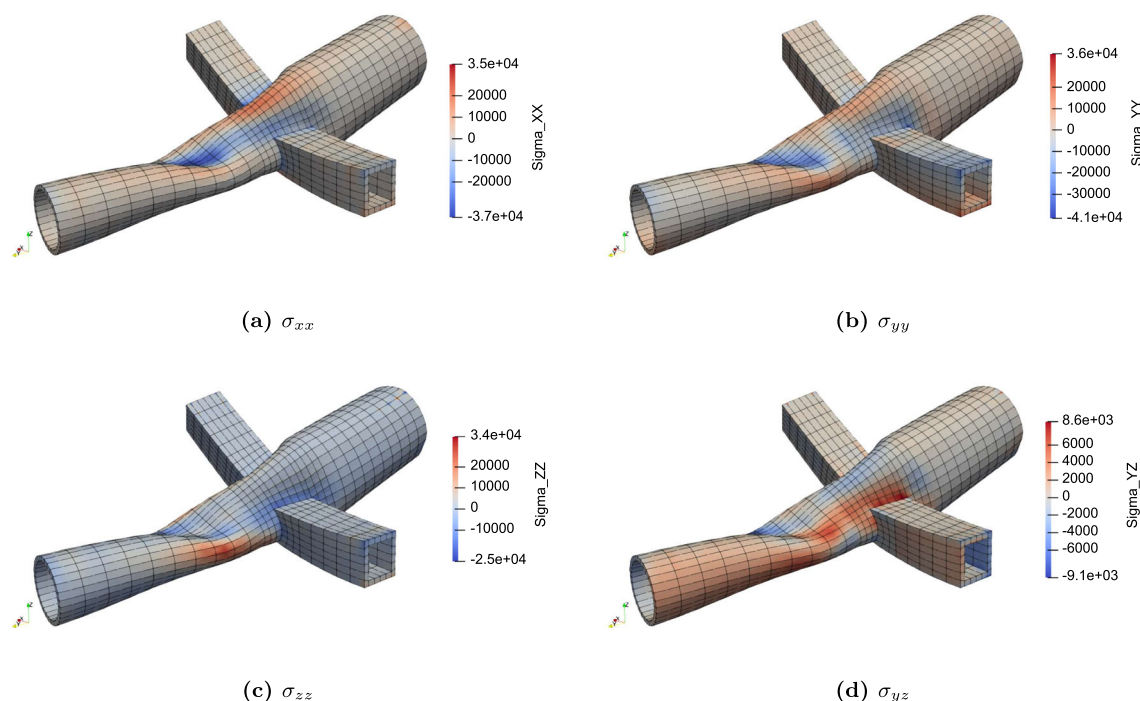 3.5e+04
20000
10000
0
-10000
-20000
-3.7e+04
Sigma_XX
(a) σxx
3.6e+04
20000
10000
0
-10000
-20000
-30000
-4.1e+04
Sigma_YY
(b) σyy
3.4e+04
20000
10000
0
-10000
-2.5e+04
Sigma_ZZ
(c) σzz
8.6e+03
6000
4000
2000
0
-2000
-4000
-6000
-9.1e+03
Sigma_YZ
(d) σyz